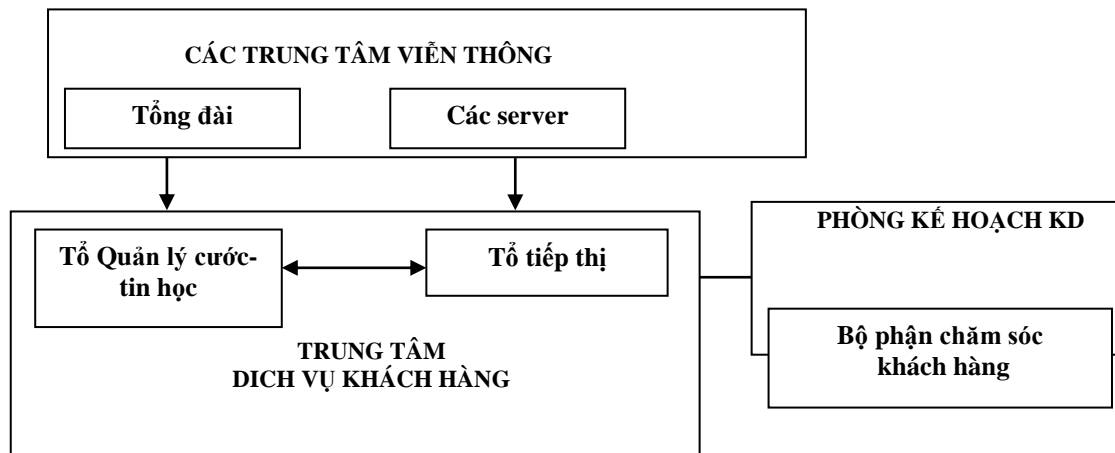 CÁC TRUNG TÂM VIỄN THÔNG
Tổng đài
Các server
Tổ Quản lý cước-
tin học
Tổ tiếp thị
TRUNG TÂM
DICH VỤ KHÁCH HÀNG
PHÒNG KẾ HOẠCH KD
Bộ phận chăm sóc
khách hàng